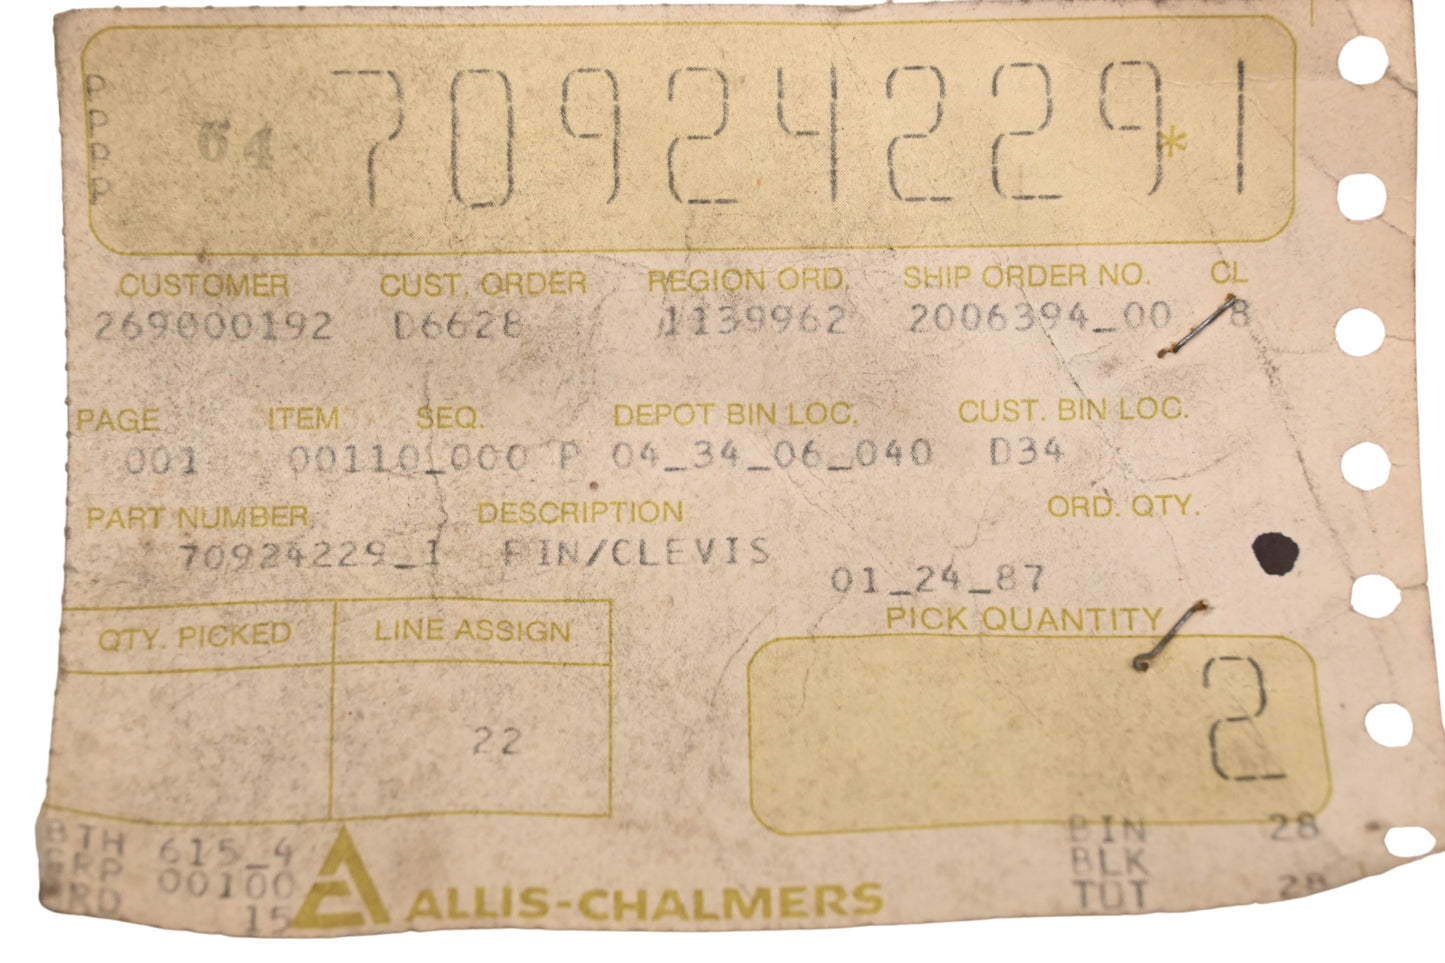 P
P
P
P
64 70924229*1
CUSTOMER CUST. ORDER REGION ORD. SHIP ORDER NO. CL
269000192 D6628 1139962 2006394_00 8
PAGE ITEM SEQ. DEPOT BIN LOC. CUST. BIN LOC.
001 00110_000 P 04_34_06_040 D34
PART NUMBER DESCRIPTION ORD. QTY.
70924229_1 PIN/CLEVIS
01_24_87
QTY. PICKED LINE ASSIGN PICK QUANTITY
22 2
BTH 615_4 BIN 28
GRP 00100 BLK
ORD 15 TOT 28
ALLIS-CHALMERS